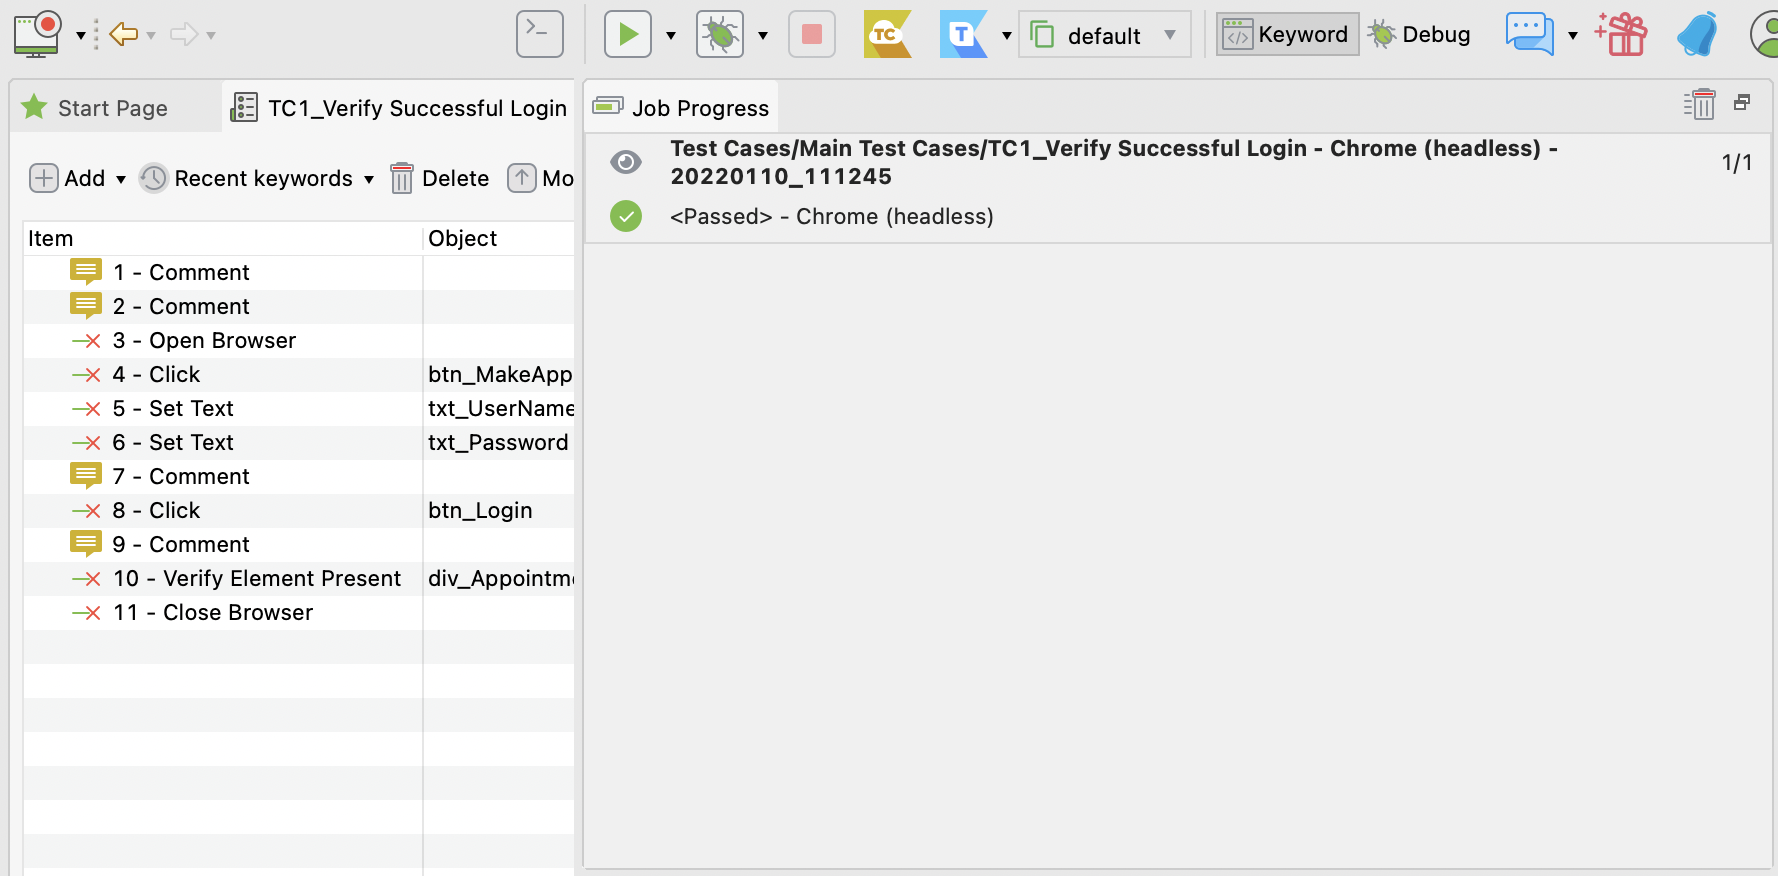 default
Keyword
Debug
TC
T
Start Page
TC1_Verify Successful Login
Job Progress
Add
Recent keywords
Delete
Mo
Item
Object
1 - Comment
2 - Comment
3 - Open Browser
4 - Click
btn_MakeApp
5 - Set Text
txt_UserName
6 - Set Text
txt_Password
7 - Comment
8 - Click
btn_Login
9 - Comment
10 - Verify Element Present
div_Appointm
11 - Close Browser
Test Cases/Main Test Cases/TC1_Verify Successful Login - Chrome (headless) -
20220110_111245
1/1
<Passed> - Chrome (headless)